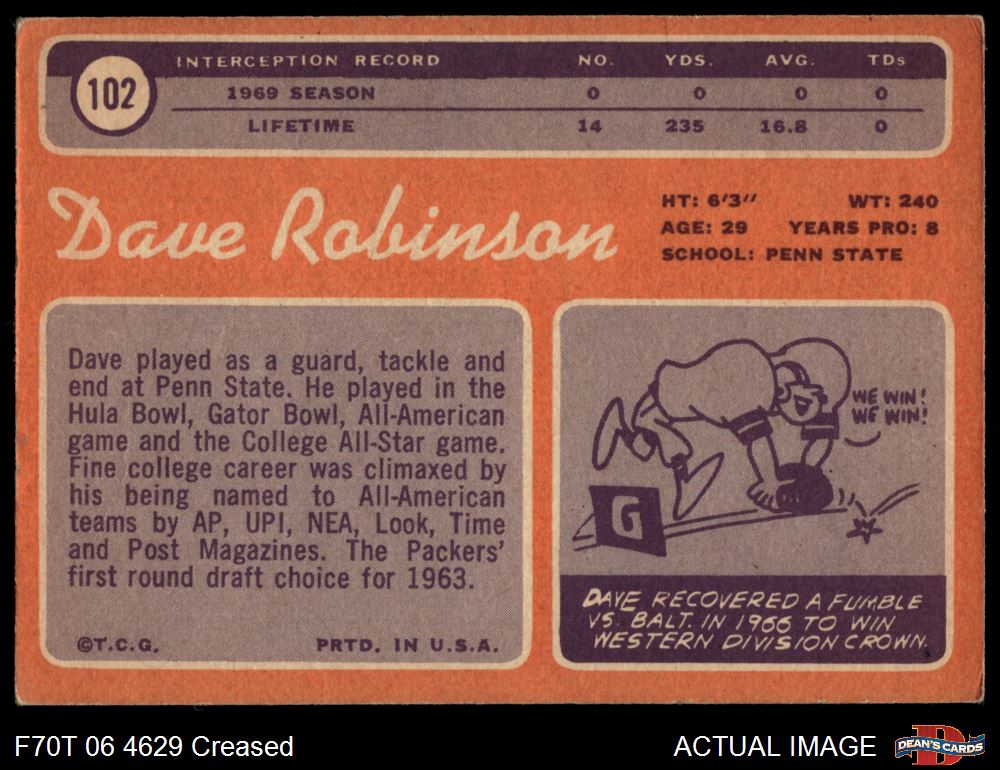 102
INTERCEPTION RECORD NO. YDS. AVG. TDs
1969 SEASON 0 0 0 0
LIFETIME 14 235 16.8 0
Dave Robinson
HT: 6'3" WT: 240
AGE: 29 YEARS PRO: 8
SCHOOL: PENN STATE
Dave played as a guard, tackle and
end at Penn State. He played in the
Hula Bowl, Gator Bowl, All-American
game and the College All-Star game.
Fine college career was climaxed by
his being named to All-American
teams by AP, UPI, NEA, Look, Time
and Post Magazines. The Packers'
first round draft choice for 1963.
©T.C.G. PRTD. IN U.S.A.
WE WIN!
WE WIN!
G
DAVE RECOVERED A FUMBLE
VS. BALT. IN 1966 TO WIN
WESTERN DIVISION CROWN.
F70T 06 4629 Creased
ACTUAL IMAGE
D
DEAN'S CARDS